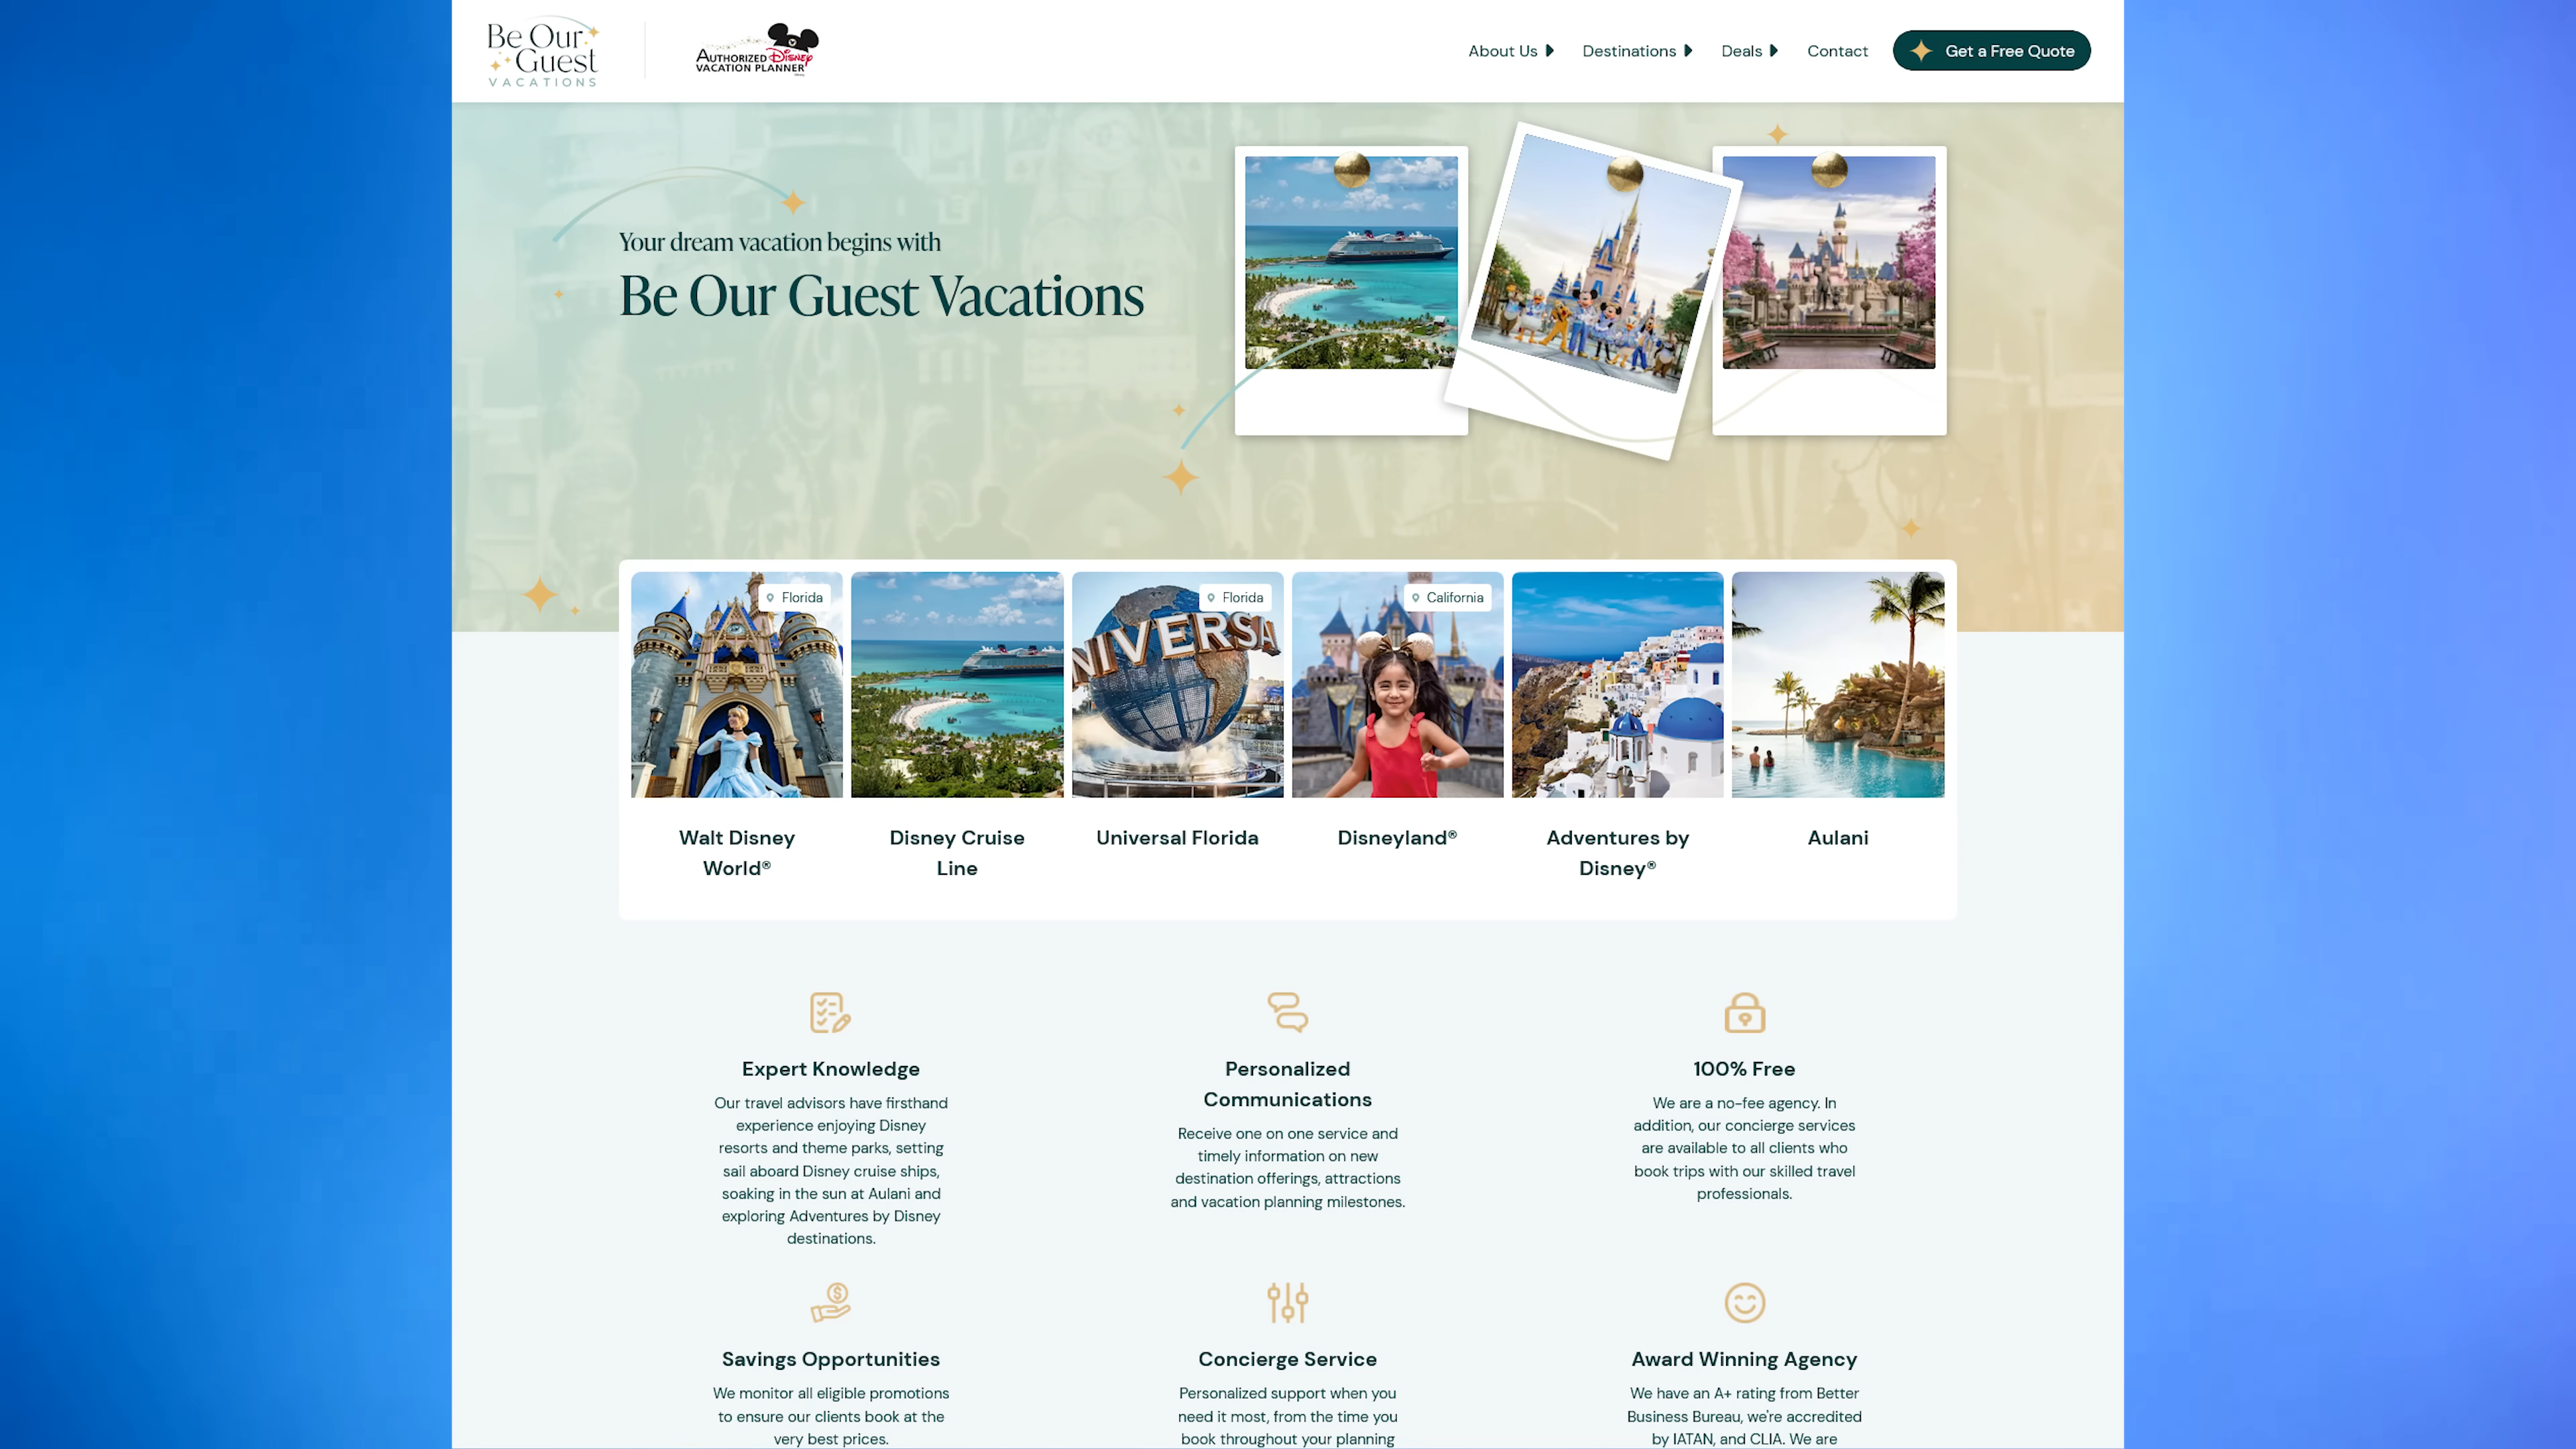 Be Our
Guest
VACATIONS
AUTHORIZED Disney
VACATION PLANNER
About Us
Destinations
Deals
Contact
Get a Free Quote
Your dream vacation begins with
Be Our Guest Vacations
Florida
Florida
California
NIVERSA
Walt Disney
World®
Disney Cruise
Line
Universal Florida
Disneyland®
Adventures by
Disney®
Aulani
Expert Knowledge
Our travel advisors have firsthand
experience enjoying Disney
resorts and theme parks, setting
sail aboard Disney cruise ships,
soaking in the sun at Aulani and
exploring Adventures by Disney
destinations.
Personalized
Communications
Receive one on one service and
timely information on new
destination offerings, attractions
and vacation planning milestones.
100% Free
We are a no-fee agency. In
addition, our concierge services
are available to all clients who
book trips with our skilled travel
professionals.
Savings Opportunities
We monitor all eligible promotions
to ensure our clients book at the
very best prices.
Concierge Service
Personalized support when you
need it most, from the time you
book throughout your planning
Award Winning Agency
We have an A+ rating from Better
Business Bureau, we're accredited
by IATAN, and CLIA. We are